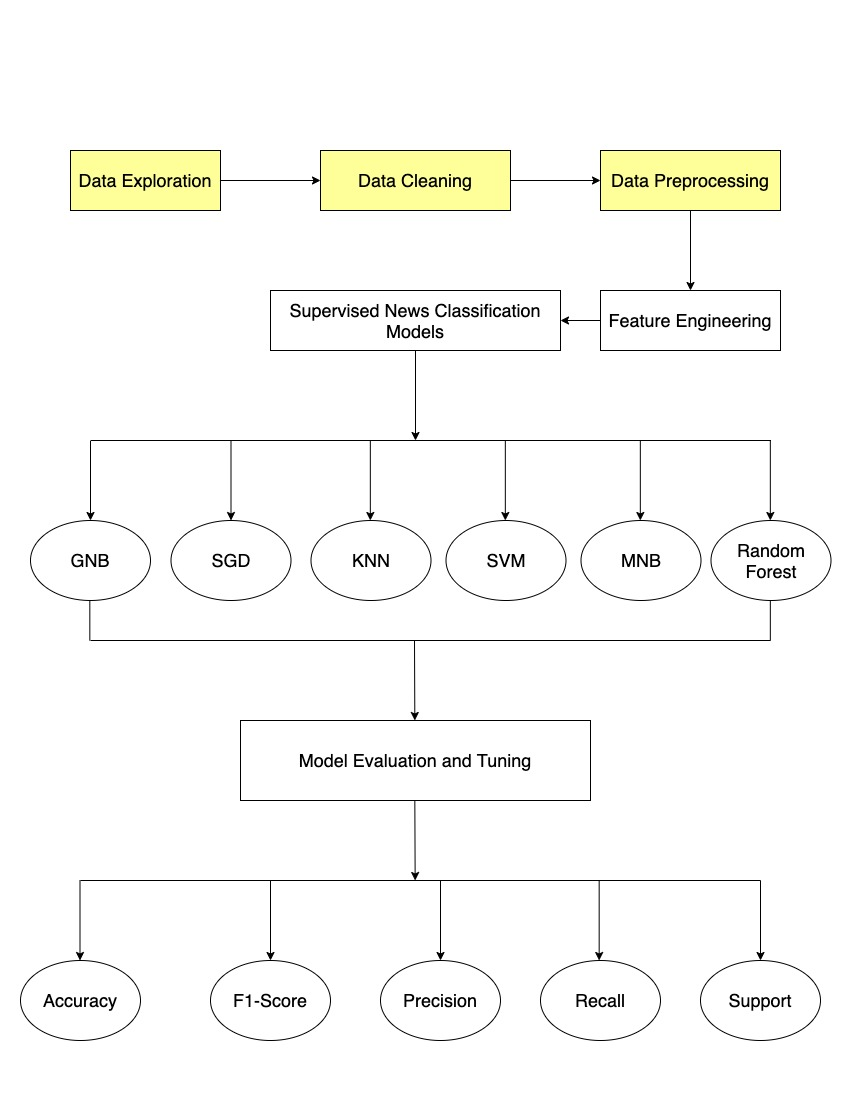 Data Exploration
Data Cleaning
Data Preprocessing
Supervised News Classification
Models
Feature Engineering
GNB
SGD
KNN
SVM
MNB
Random
Forest
Model Evaluation and Tuning
Accuracy
F1-Score
Precision
Recall
Support